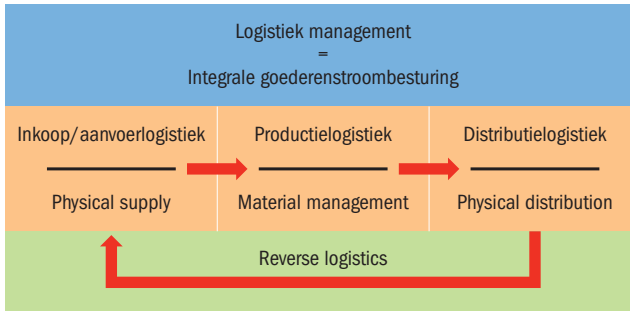 Logistiek management
=
Integrale goederenstroombesturing
Inkoop/aanvoerlogistiek
Productielogistiek
Distributielogistiek
Physical supply
Material management
Physical distribution
Reverse logistics